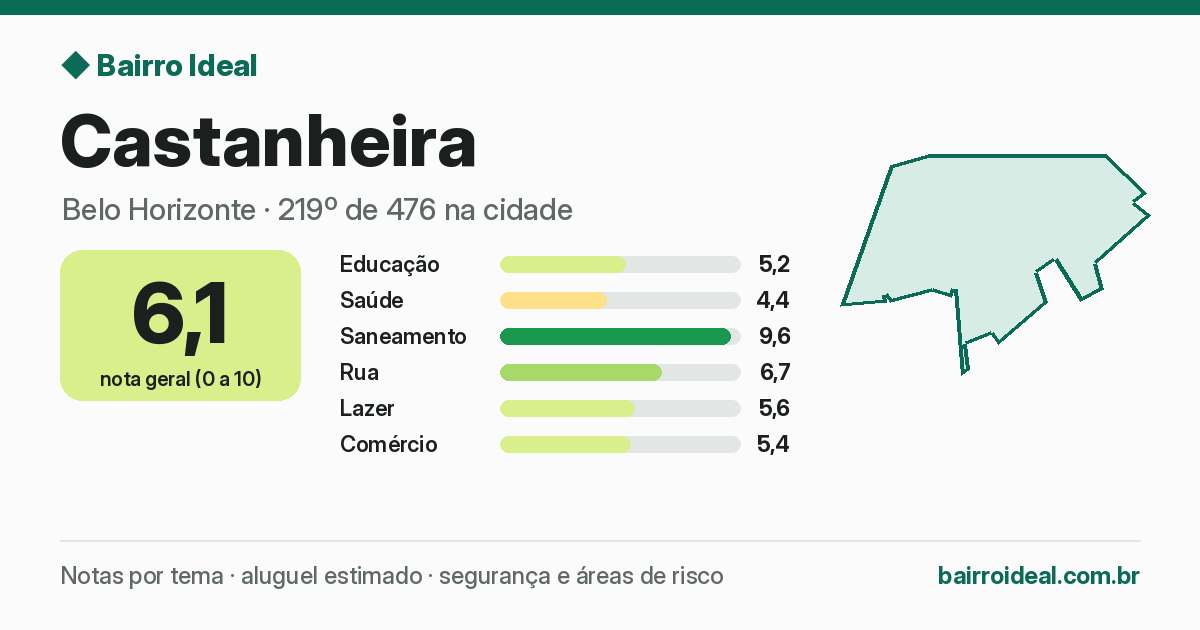 Bairro Ideal
Castanheira
Belo Horizonte · 219º de 476 na cidade
6,1
nota geral (0 a 10)
Educação 5,2
Saúde 4,4
Saneamento 9,6
Rua 6,7
Lazer 5,6
Comércio 5,4
Notas por tema · aluguel estimado · segurança e áreas de risco
bairroideal.com.br